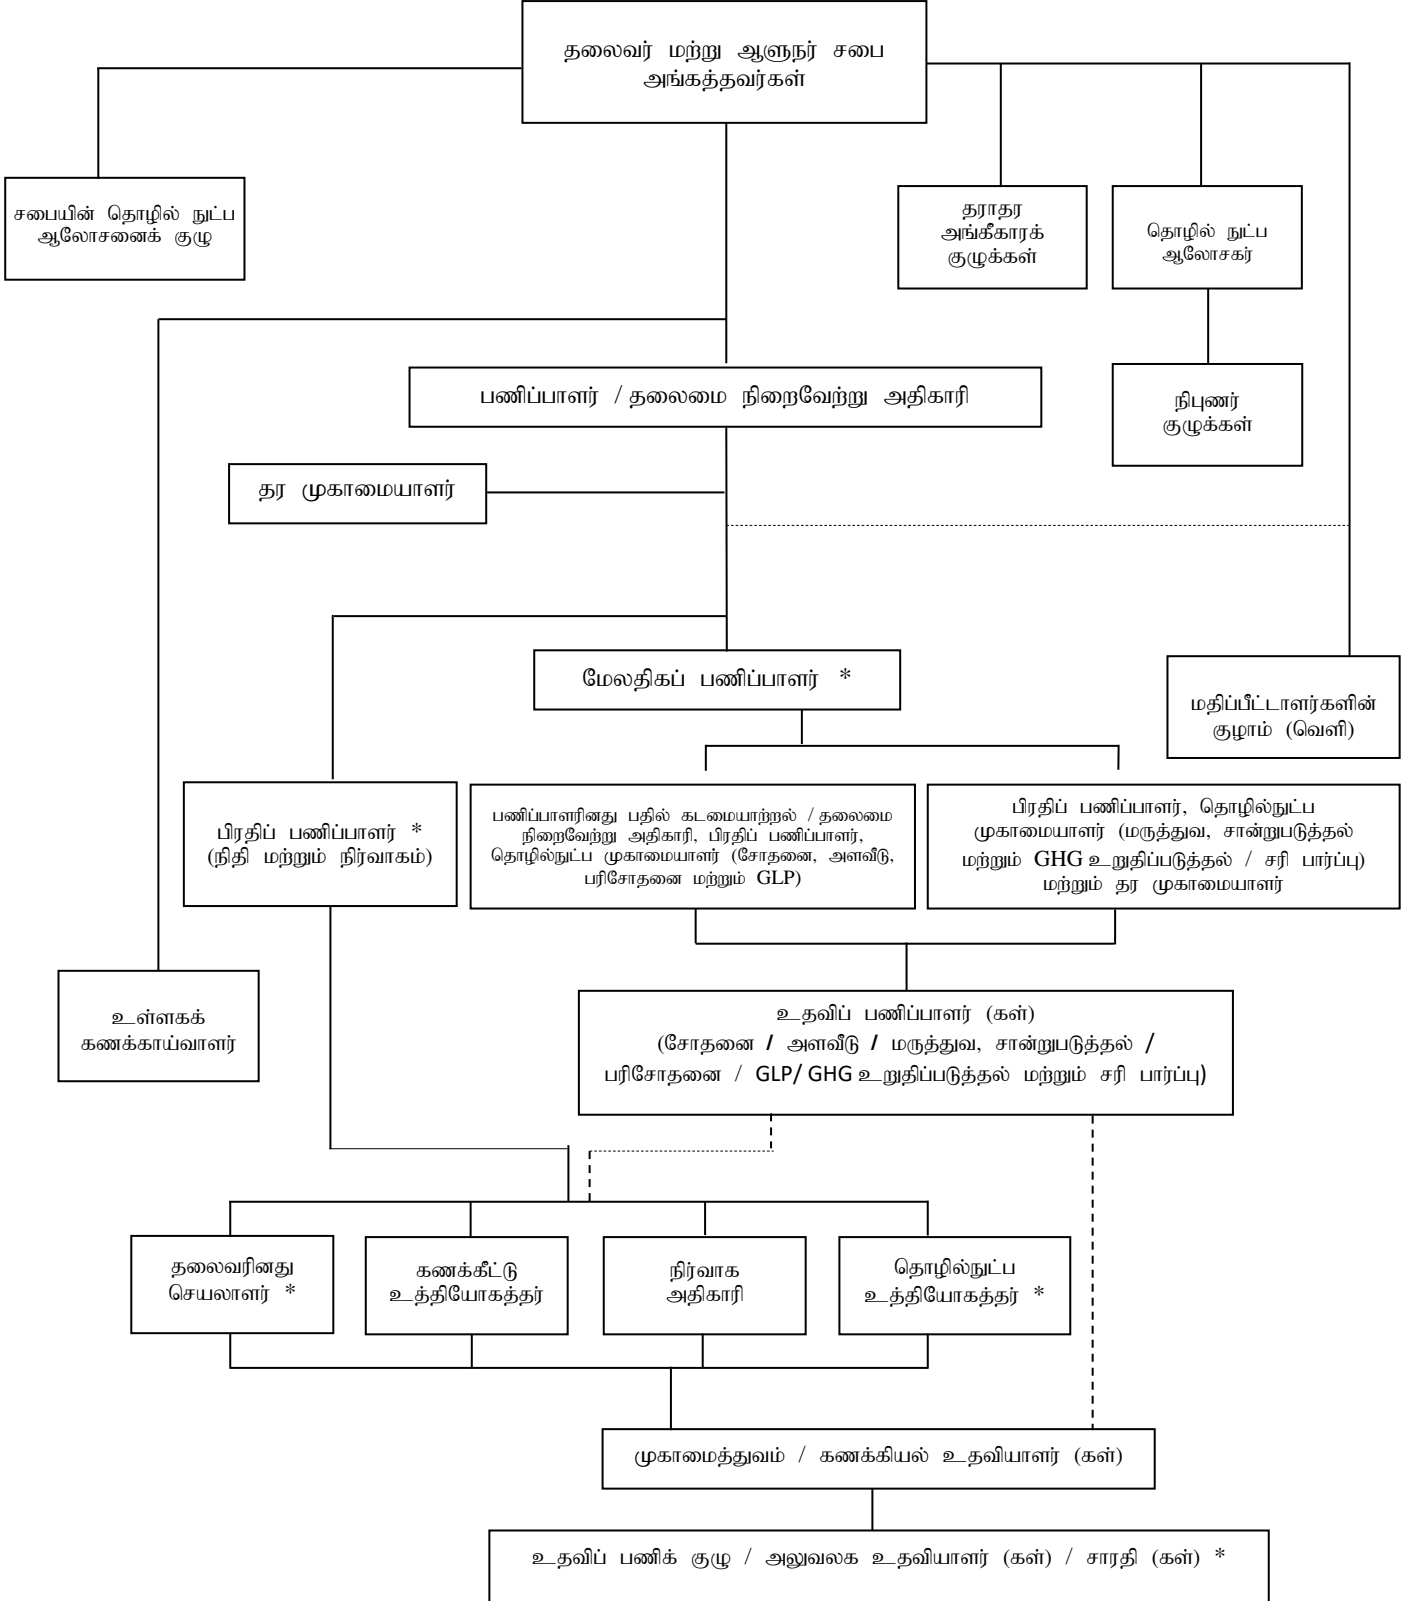 தலைவர் மற்று ஆளுநர் சபை
அங்கத்தவர்கள்
சபையின் தொழில் நுட்ப
ஆலோசனைக் குழு
தராதர
அங்கீகாரக்
குழுக்கள்
தொழில் நுட்ப
ஆலோசகர்
பணிப்பாளர் / தலைமை நிறைவேற்று அதிகாரி
நிபுணர்
குழுக்கள்
தர முகாமையாளர்
மேலதிகப் பணிப்பாளர் *
மதிப்பீட்டாளர்களின்
குழாம் (வெளி)
பிரதிப் பணிப்பாளர் *
(நிதி மற்றும் நிர்வாகம்)
பணிப்பாளரினது பதில் கடமையாற்றல் / தலைமை
நிறைவேற்று அதிகாரி, பிரதிப் பணிப்பாளர்,
தொழில்நுட்ப முகாமையாளர் (சோதனை, அளவீடு,
பரிசோதனை மற்றும் GLP)
பிரதிப் பணிப்பாளர், தொழில்நுட்ப
முகாமையாளர் (மருத்துவ, சான்றுபடுத்தல்
மற்றும் GHG உறுதிப்படுத்தல் / சரி பார்ப்பு)
மற்றும் தர முகாமையாளர்
உள்ளகக்
கணக்காய்வாளர்
உதவிப் பணிப்பாளர் (கள்)
(சோதனை / அளவீடு / மருத்துவ, சான்றுபடுத்தல் /
பரிசோதனை / GLP/ GHG உறுதிப்படுத்தல் மற்றும் சரி பார்ப்பு)
தலைவரினது
செயலாளர் *
கணக்கீட்டு
உத்தியோகத்தர்
நிர்வாக
அதிகாரி
தொழில்நுட்ப
உத்தியோகத்தர் *
முகாமைத்துவம் / கணக்கியல் உதவியாளர் (கள்)
உதவிப் பணிக் குழு / அலுவலக உதவியாளர் (கள்) / சாரதி (கள்) *